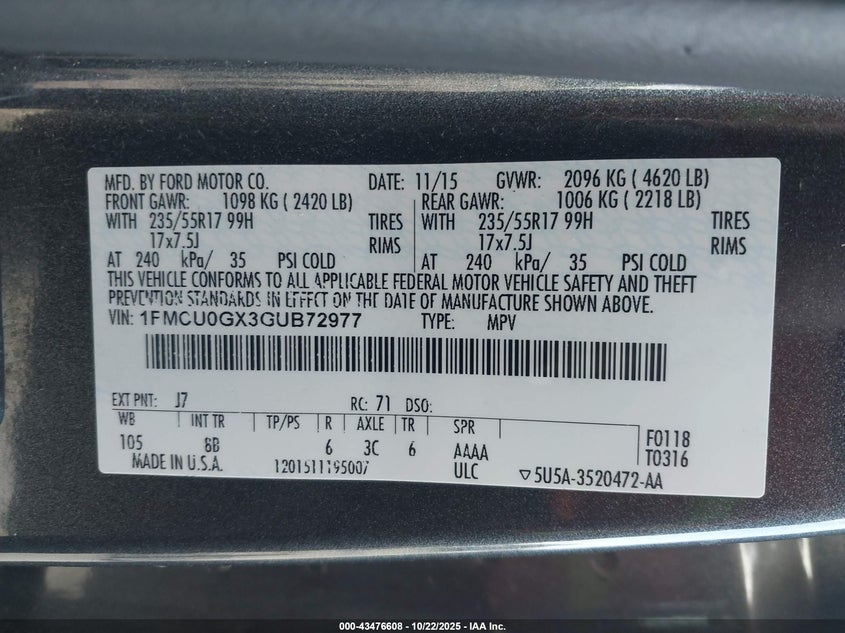 MFD. BY FORD MOTOR CO. DATE: 11/15 GVWR: 2096 KG ( 4620 LB)
FRONT GAWR: 1098 KG ( 2420 LB) REAR GAWR: 1006 KG ( 2218 LB)
WITH 235/55R17 99H TIRES WITH 235/55R17 99H TIRES
17x7.5J RIMS 17x7.5J RIMS
AT 240 kPa/ 35 PSI COLD AT 240 kPa/ 35 PSI COLD
THIS VEHICLE CONFORMS TO ALL APPLICABLE FEDERAL MOTOR VEHICLE SAFETY AND THEFT
PREVENTION STANDARDS IN EFFECT ON THE DATE OF MANUFACTURE SHOWN ABOVE.
VIN: 1FMCU0GX3GUB72977 TYPE: MPV
EXT PNT: J7 RC: 71 DSO:
WB INT TR TP/PS R AXLE TR SPR
105 8B 6 3C 6 AAAA F0118
MADE IN U.S.A. 1201511195007 ULC T0316
▽5U5A-3520472-AA
000-43476608 - 10/22/2025 - IAA Inc.